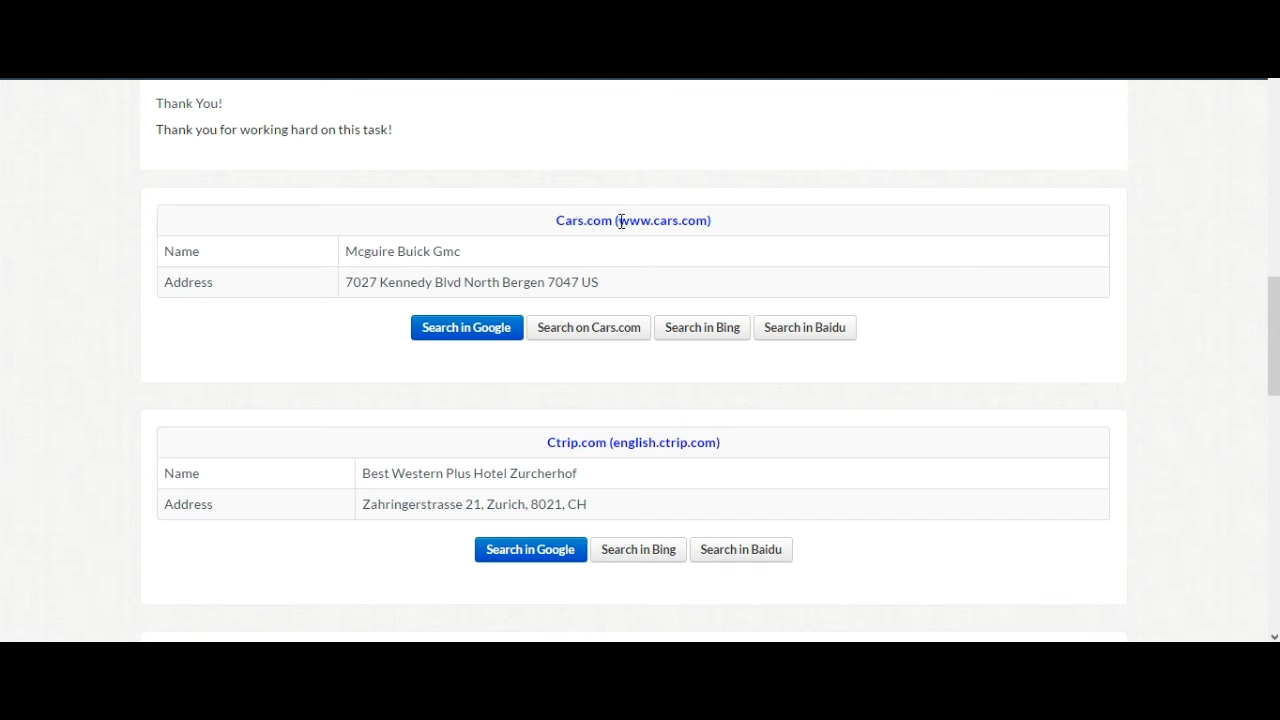 Thank You!
Thank you for working hard on this task!
Cars.com (www.cars.com)
Name Mcguire Buick Gmc
Address 7027 Kennedy Blvd North Bergen 7047 US
Search in Google Search on Cars.com Search in Bing Search in Baidu
Ctrip.com (english.ctrip.com)
Name Best Western Plus Hotel Zurcherhof
Address Zahringerstrasse 21, Zurich, 8021, CH
Search in Google Search in Bing Search in Baidu